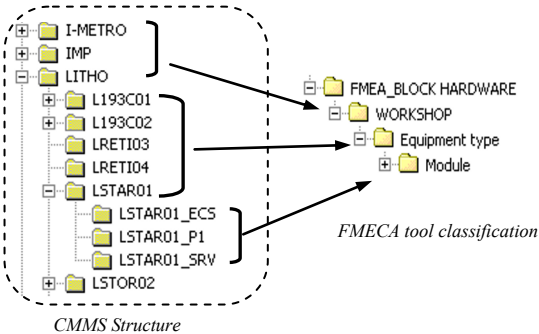 I-METRO
IMP
LITHO
L193C01
L193C02
LRETI03
LRETI04
LSTAR01
LSTAR01_ECS
LSTAR01_P1
LSTAR01_SRV
LSTOR02
CMMS Structure
FMEA_BLOCK HARDWARE
WORKSHOP
Equipment type
Module
FMECA tool classification